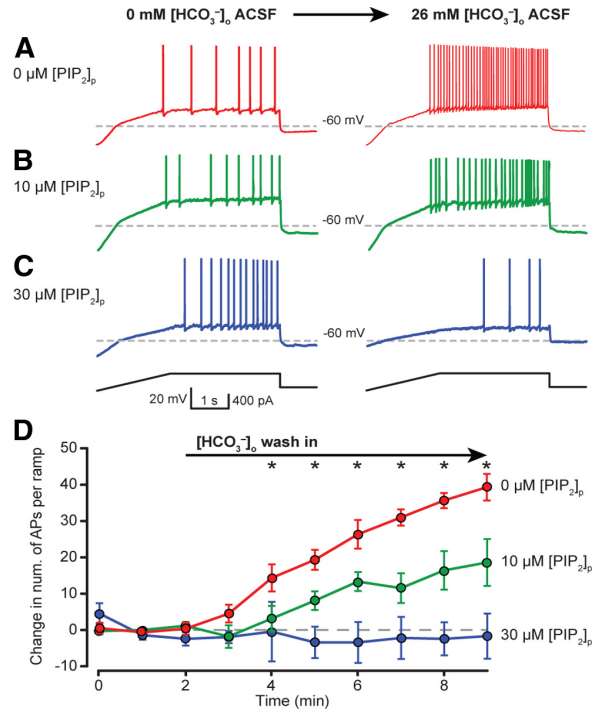 0 mM [HCO₃⁻]ₒ ACSF
26 mM [HCO₃⁻]ₒ ACSF
A
0 µM [PIP₂]ₚ
-60 mV
B
10 µM [PIP₂]ₚ
-60 mV
C
30 µM [PIP₂]ₚ
-60 mV
20 mV
1 s
400 pA
D
[HCO₃⁻]ₒ wash in
* * * * * *
Change in num. of APs per ramp
50
40
30
20
10
0
-10
0 µM [PIP₂]ₚ
10 µM [PIP₂]ₚ
30 µM [PIP₂]ₚ
0 2 4 6 8
Time (min)